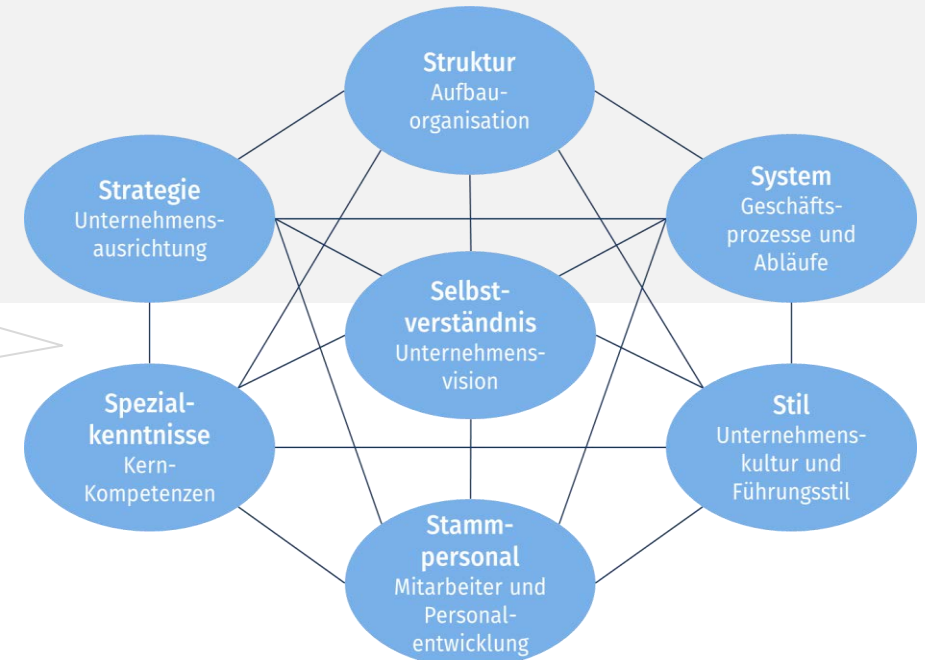 Struktur
Aufbau-
organisation
Strategie
Unternehmens-
ausrichtung
System
Geschäfts-
prozesse und
Abläufe
Selbst-
verständnis
Unternehmens-
vision
Spezial-
kenntnisse
Kern-
Kompetenzen
Stil
Unternehmens-
kultur und
Führungsstil
Stamm-
personal
Mitarbeiter und
Personal-
entwicklung